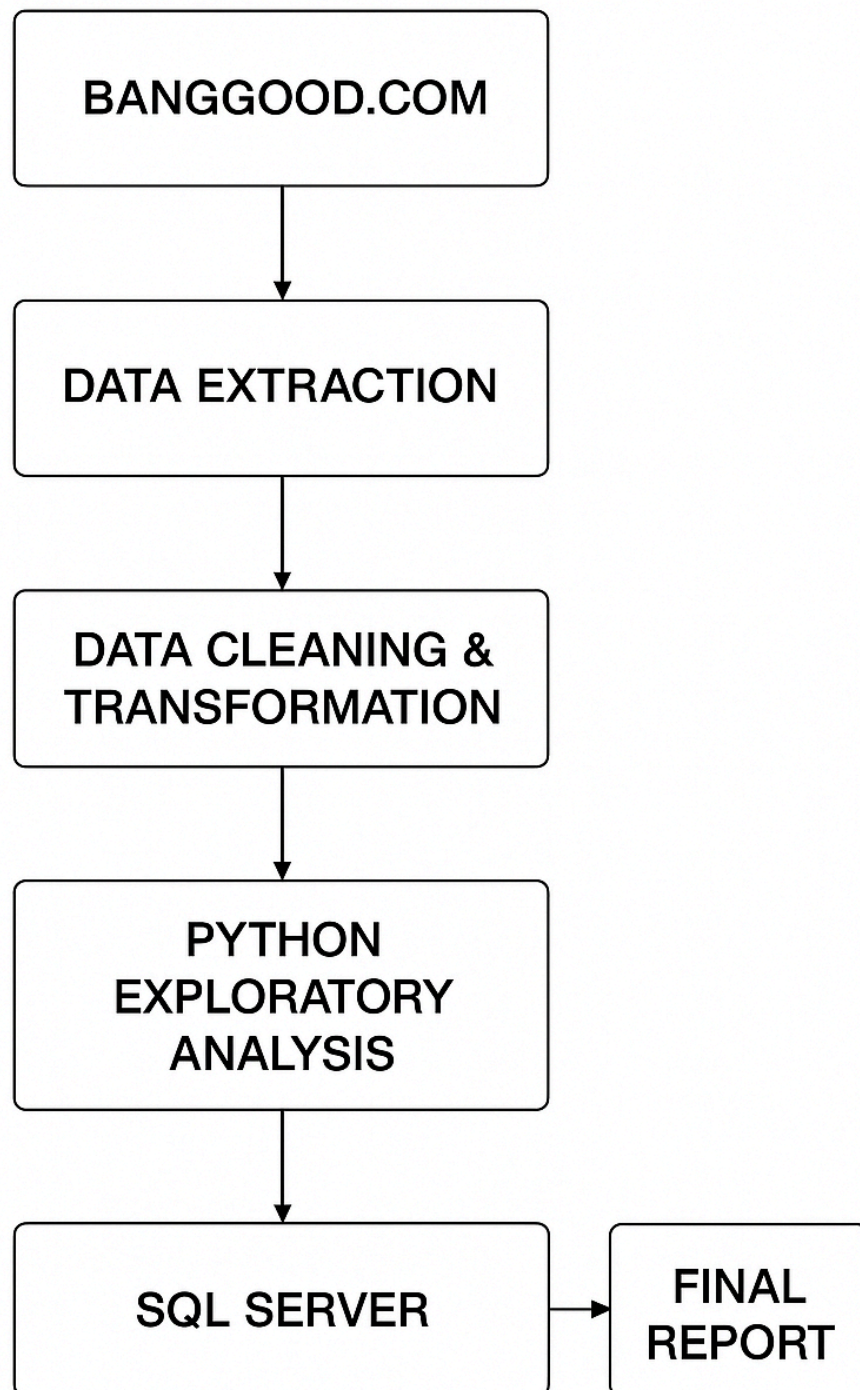 BANGGOOD.COM
DATA EXTRACTION
DATA CLEANING &
TRANSFORMATION
PYTHON
EXPLORATORY
ANALYSIS
SQL SERVER
FINAL
REPORT